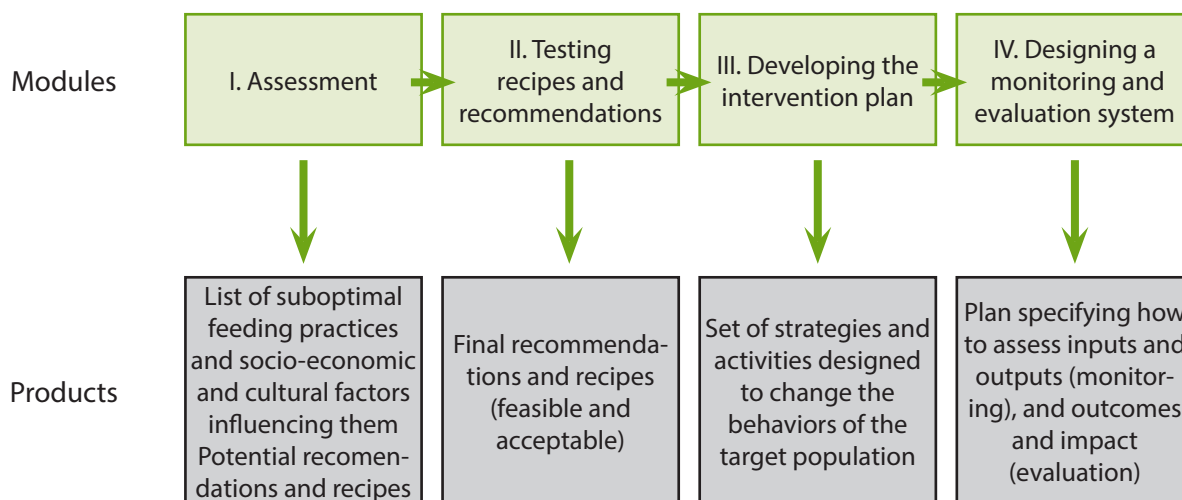 Modules
I. Assessment
II. Testing
recipes and
recommendations
III. Developing the
intervention plan
IV. Designing a
monitoring and
evaluation system
Products
List of suboptimal
feeding practices
and socio-economic
and cultural factors
influencing them
Potential recomen-
dations and recipes
Final recommenda-
tions and recipes
(feasible and
acceptable)
Set of strategies and
activities designed
to change the
behaviors of the
target population
Plan specifying how
to assess inputs and
outputs (monitor-
ing), and outcomes
and impact
(evaluation)